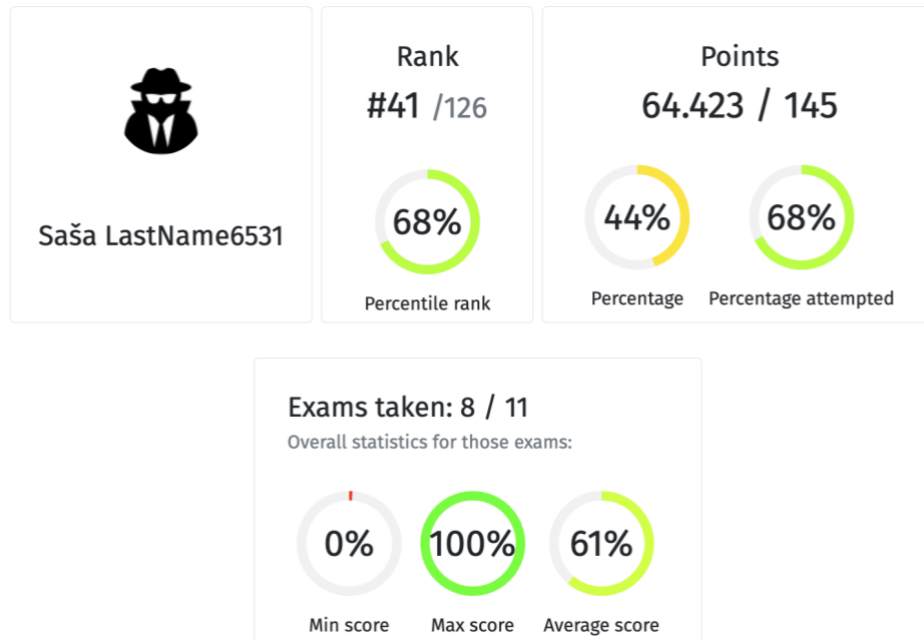 Saša LastName6531
Rank
#41 /126
68%
Percentile rank
Points
64.423 / 145
44%
Percentage
68%
Percentage attempted
Exams taken: 8 / 11
Overall statistics for those exams:
0%
Min score
100%
Max score
61%
Average score